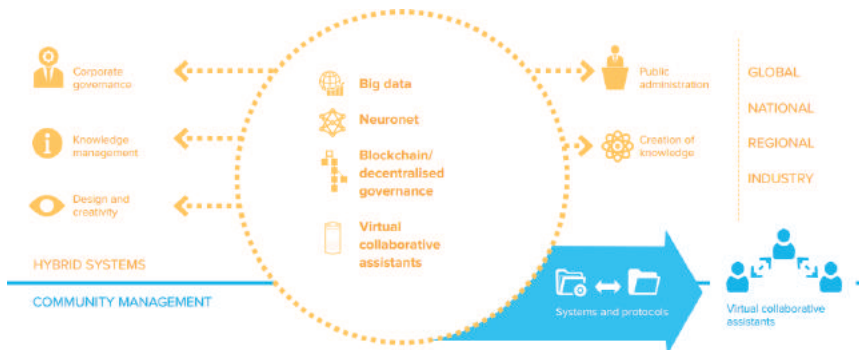 Corporate
governance
Knowledge
management
Design and
creativity
HYBRID SYSTEMS
COMMUNITY MANAGEMENT
Big data
Neuronet
Blockchain/
decentralised
governance
Virtual
collaborative
assistants
Public
administration
Creation of
knowledge
GLOBAL
NATIONAL
REGIONAL
INDUSTRY
Systems and protocols
Virtual collaborative
assistants